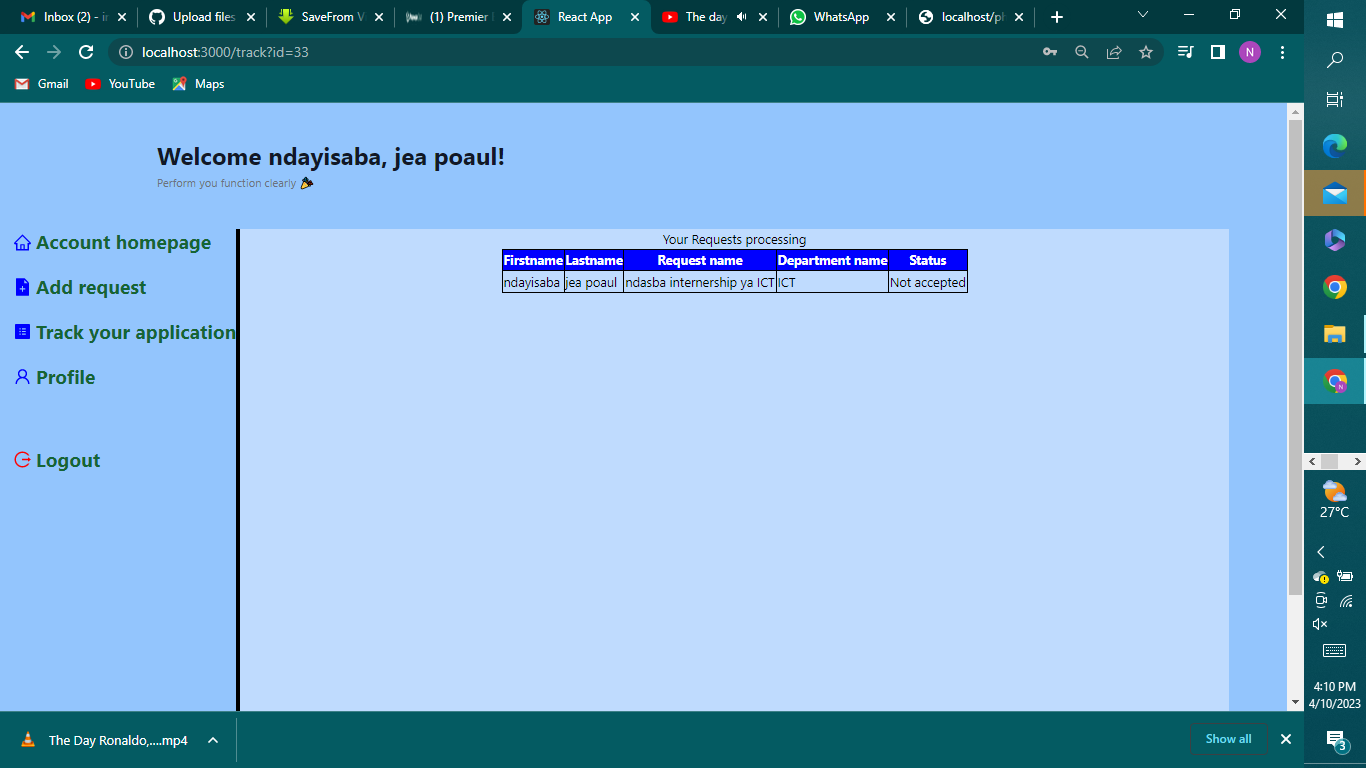 Inbox (2) - in
Upload files
SaveFrom V
(1) Premier
React App
The day
WhatsApp
localhost/ph
localhost:3000/track?id=33
N
Gmail
YouTube
Maps
Welcome ndayisaba, jea poaul!
Perform you function clearly
Account homepage
Add request
Track your application
Profile
Logout
Your Requests processing
Firstname Lastname Request name Department name Status
ndayisaba jea poaul ndasba internership ya ICT ICT Not accepted
27°C
4:10 PM
4/10/2023
3
The Day Ronaldo,....mp4
Show all